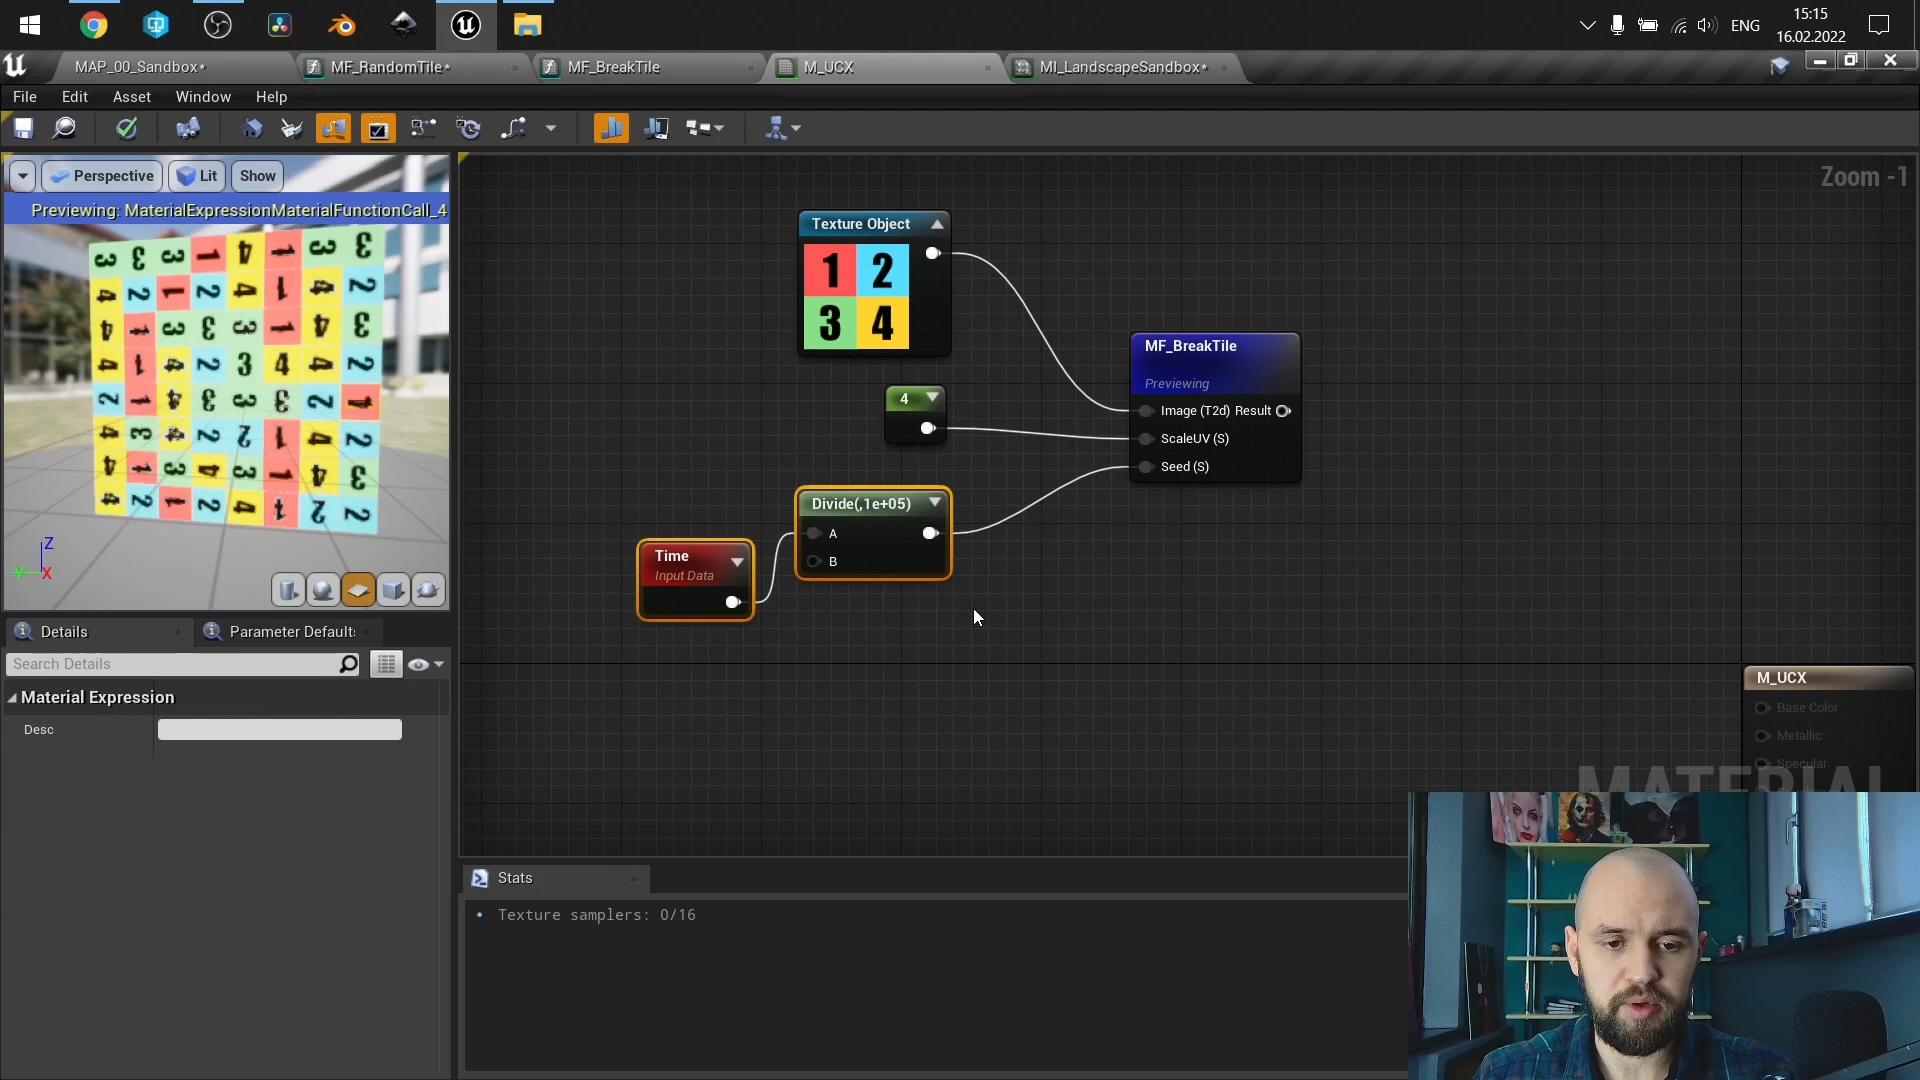 ENG
15:15
16.02.2022
MAP_00_Sandbox*
MF_RandomTile*
MF_BreakTile
M_UCX
MI_LandscapeSandbox*
File
Edit
Asset
Window
Help
Perspective
Lit
Show
Previewing: MaterialExpressionMaterialFunctionCall_4
Zoom -1
Texture Object
1 2
3 4
4
MF_BreakTile
Previewing
Image (T2d) Result
ScaleUV (S)
Seed (S)
Divide(,1e+05)
A
B
Time
Input Data
Z
Y
X
Details
Parameter Default
Search Details
Material Expression
Desc
M_UCX
Base Color
Metallic
Specular
MATERIAL
Stats
• Texture samplers: 0/16